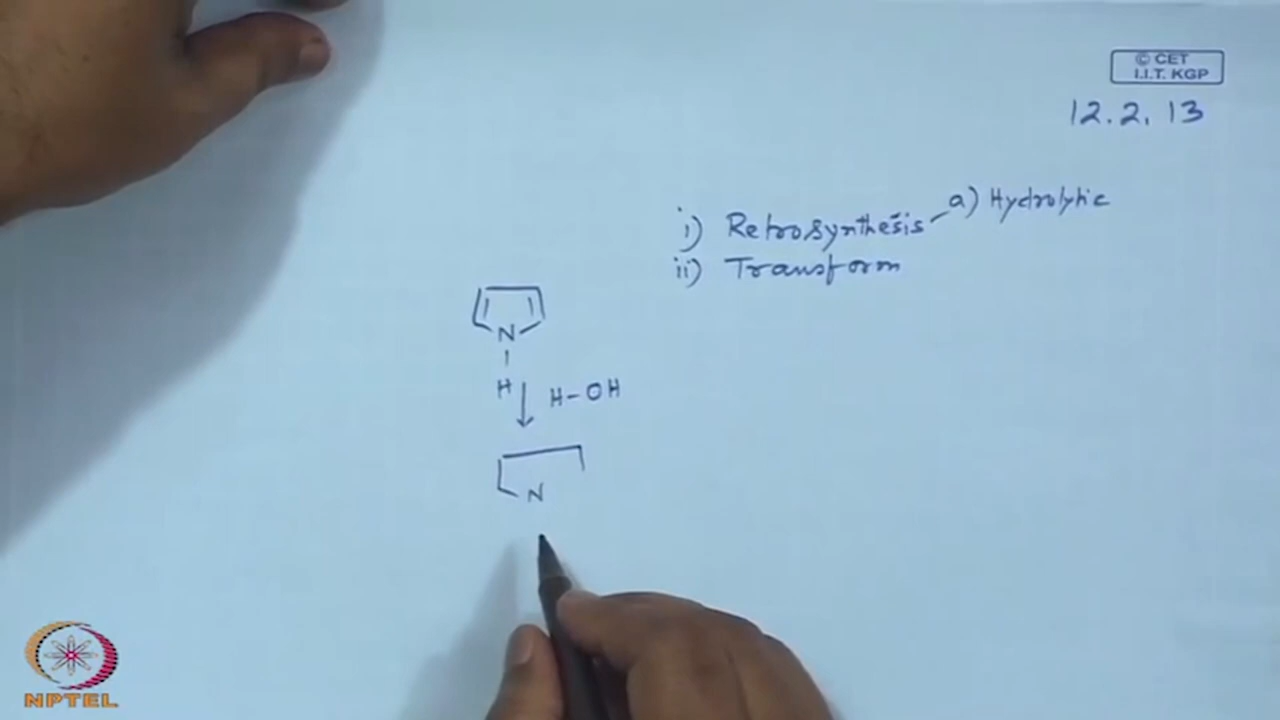 © CET
I.I.T. KGP
12.2.13
i) Retrosynthesis a) Hydrolytic
ii) Transform
N
H H-OH
N
NPTEL